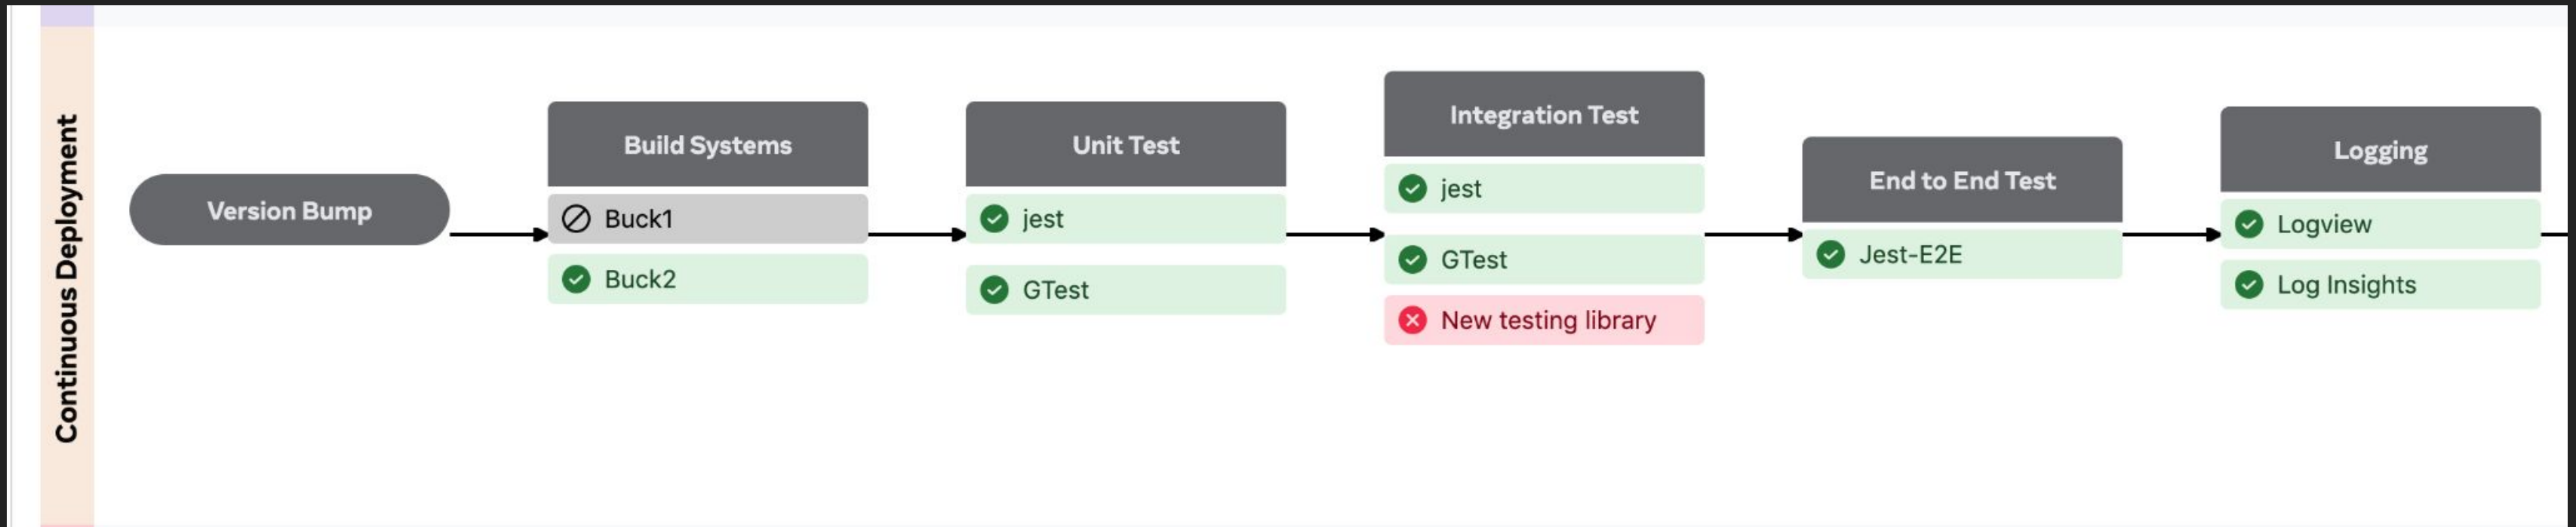 Continuous Deployment
Version Bump
Build Systems
Buck1
Buck2
Unit Test
jest
GTest
Integration Test
jest
GTest
New testing library
End to End Test
Jest-E2E
Logging
Logview
Log Insights